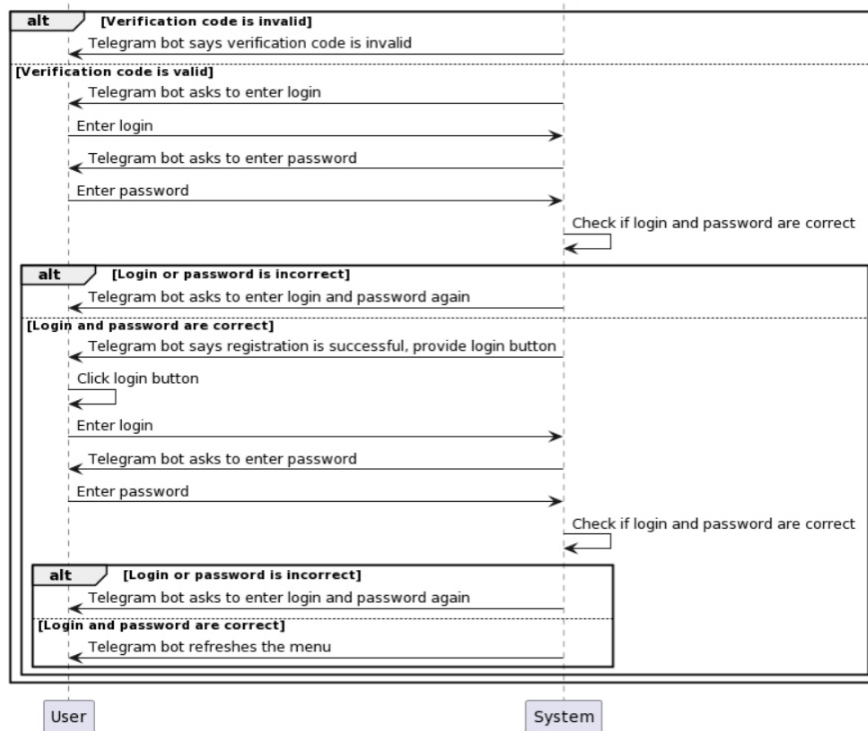 alt [Verification code is invalid]
Telegram bot says verification code is invalid
[Verification code is valid]
Telegram bot asks to enter login
Enter login
Telegram bot asks to enter password
Enter password
Check if login and password are correct
alt [Login or password is incorrect]
Telegram bot asks to enter login and password again
[Login and password are correct]
Telegram bot says registration is successful, provide login button
Click login button
Enter login
Telegram bot asks to enter password
Enter password
Check if login and password are correct
alt [Login or password is incorrect]
Telegram bot asks to enter login and password again
[Login and password are correct]
Telegram bot refreshes the menu
User System